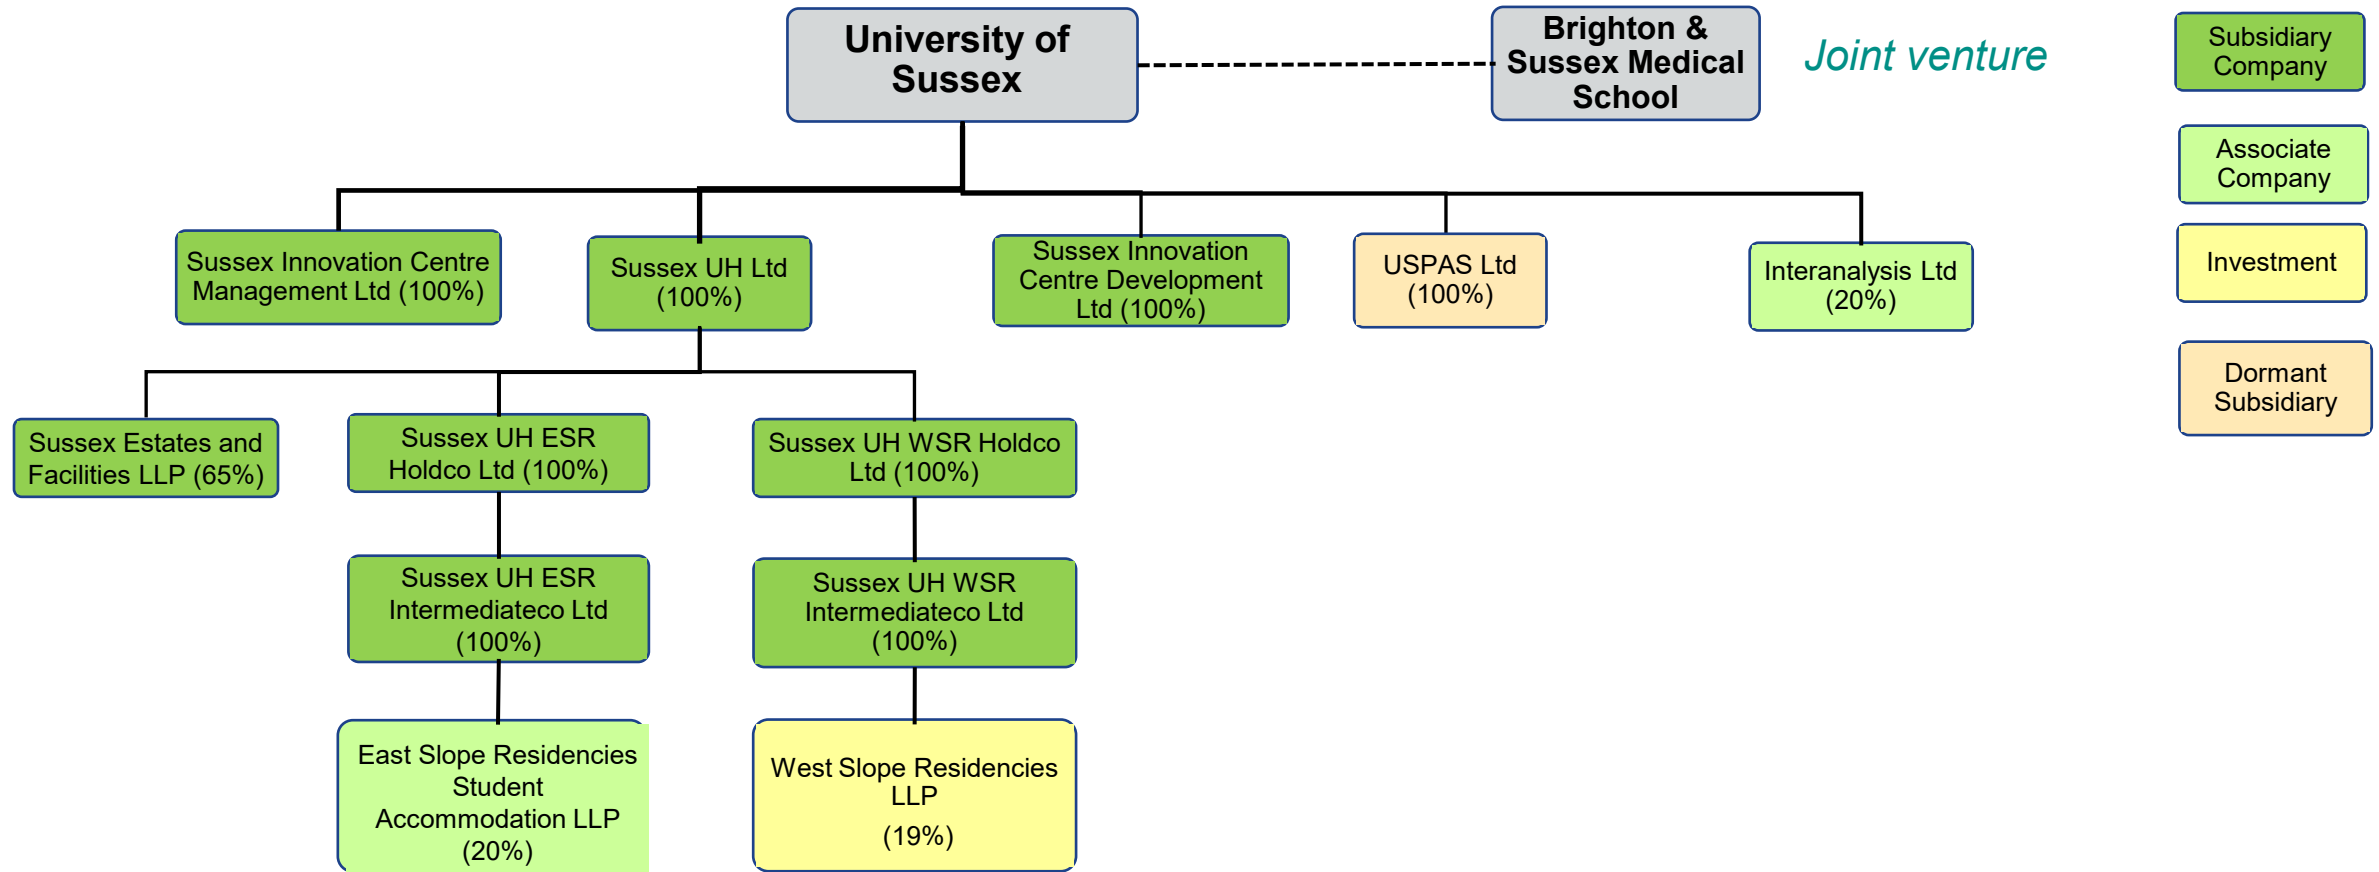 University of
Sussex
Brighton &
Sussex Medical
School
Joint venture
Subsidiary
Company
Associate
Company
Investment
Dormant
Subsidiary
Sussex Innovation Centre
Management Ltd (100%)
Sussex UH Ltd
(100%)
Sussex Innovation
Centre Development
Ltd (100%)
USPAS Ltd
(100%)
Interanalysis Ltd
(20%)
Sussex Estates and
Facilities LLP (65%)
Sussex UH ESR
Holdco Ltd (100%)
Sussex UH WSR Holdco
Ltd (100%)
Sussex UH ESR
Intermediateco Ltd
(100%)
Sussex UH WSR
Intermediateco Ltd
(100%)
East Slope Residencies
Student
Accommodation LLP
(20%)
West Slope Residencies
LLP
(19%)